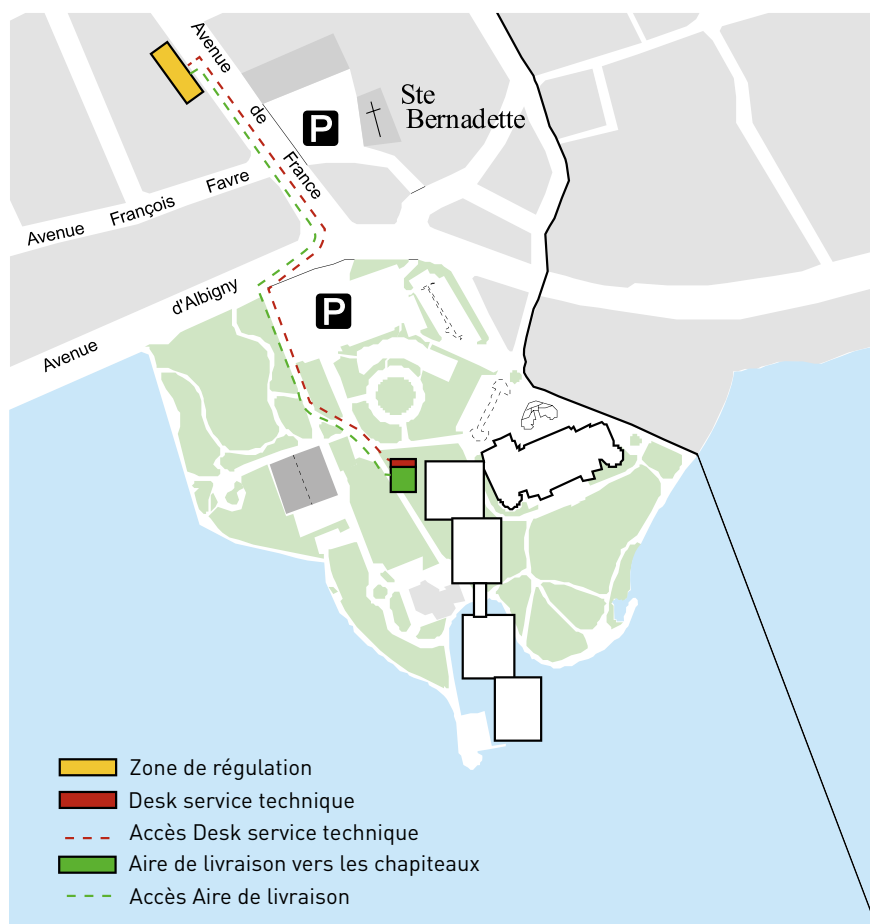 Avenue
de
France
Ste
Bernadette
P
Avenue François Favre
Avenue d'Albigny
P
Zone de régulation
Desk service technique
Accès Desk service technique
Aire de livraison vers les chapiteaux
Accès Aire de livraison